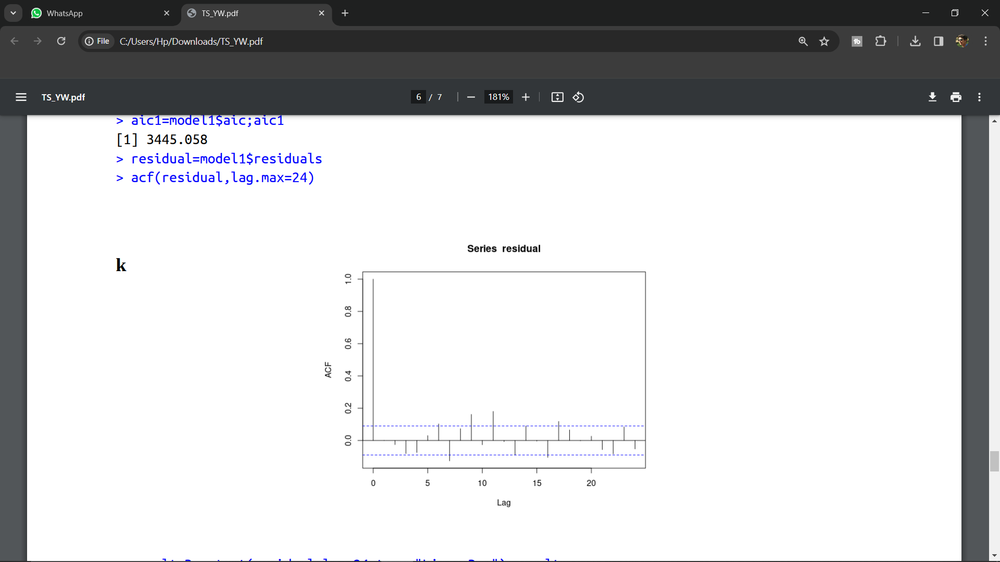 WhatsApp
TS_YW.pdf
File
C:/Users/Hp/Downloads/TS_YW.pdf
TS_YW.pdf
6 / 7
181%
> aic1=model1$aic;aic1
[1] 3445.058
> residual=model1$residuals
> acf(residual,lag.max=24)
k
Series residual
ACF
1.0
0.8
0.6
0.4
0.2
0.0
0 5 10 15 20
Lag